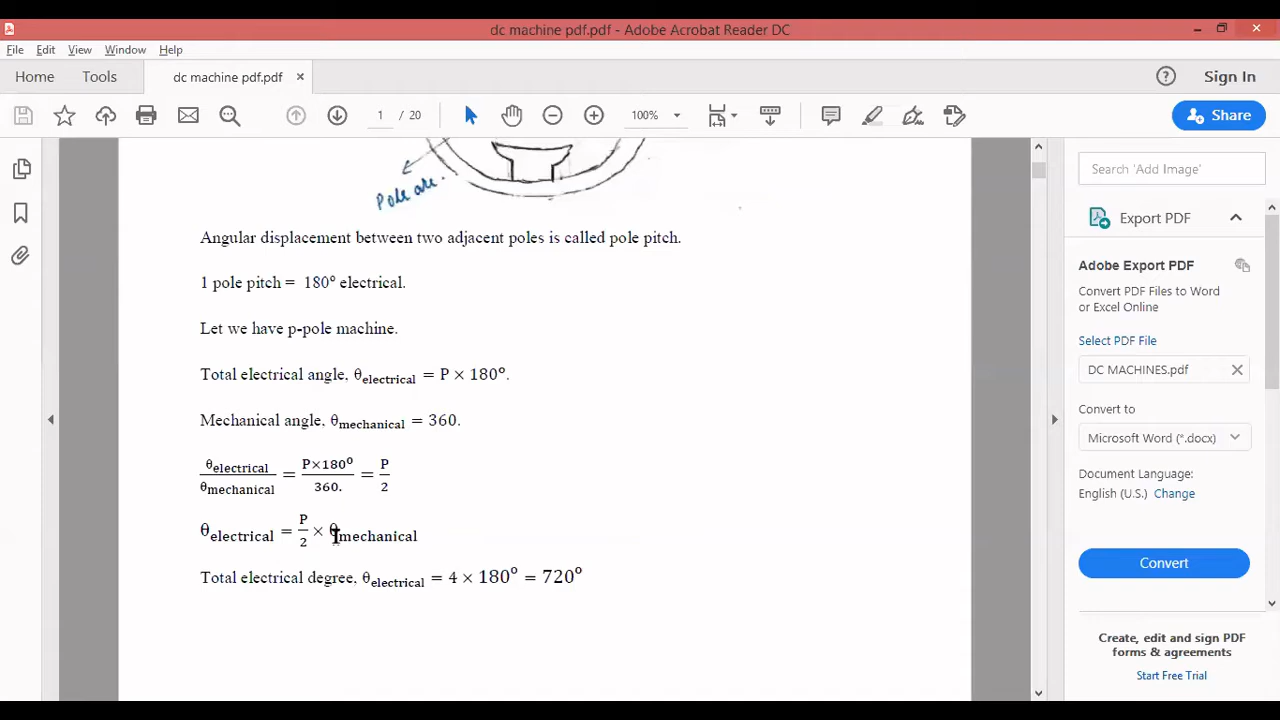 dc machine pdf.pdf - Adobe Acrobat Reader DC
File Edit View Window Help
Home Tools dc machine pdf.pdf × Sign In
1 / 20 100% Share
Pole arc.
Search 'Add Image'
Export PDF
Adobe Export PDF
Convert PDF Files to Word
or Excel Online
Select PDF File
DC MACHINES.pdf
Convert to
Microsoft Word (*.docx)
Document Language:
English (U.S.) Change
Convert
Create, edit and sign PDF
forms & agreements
Start Free Trial
Angular displacement between two adjacent poles is called pole pitch.
1 pole pitch = 180° electrical.
Let we have p-pole machine.
Total electrical angle, θelectrical = P × 180°.
Mechanical angle, θmechanical = 360.
θelectrical / θmechanical = P×180° / 360. = P / 2
θelectrical = P/2 × θmechanical
Total electrical degree, θelectrical = 4 × 180° = 720°